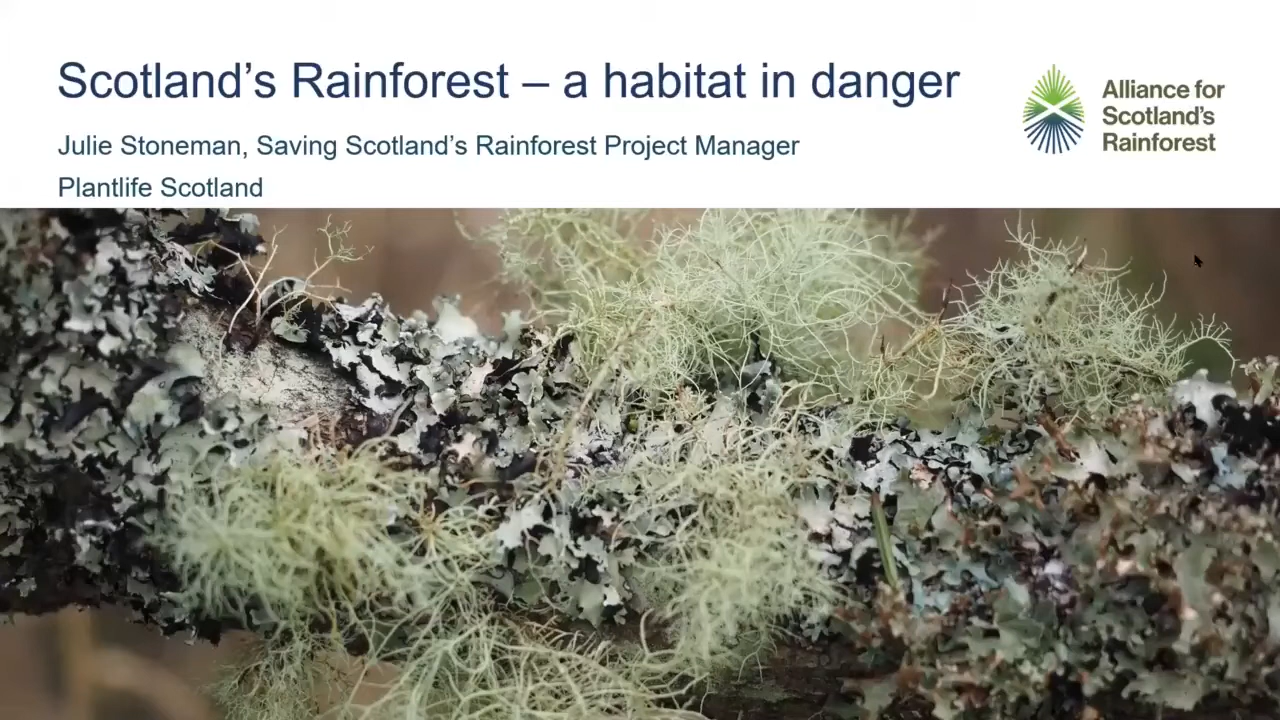 Scotland’s Rainforest – a habitat in danger
Julie Stoneman, Saving Scotland’s Rainforest Project Manager
Plantlife Scotland
Alliance for
Scotland’s
Rainforest